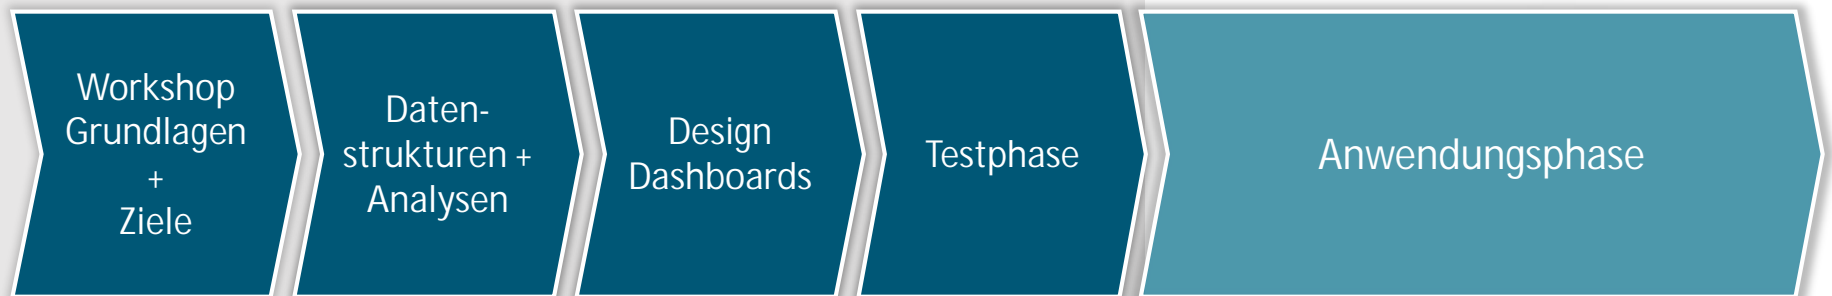 Workshop
Grundlagen
+
Ziele
Daten-
strukturen +
Analysen
Design
Dashboards
Testphase
Anwendungsphase